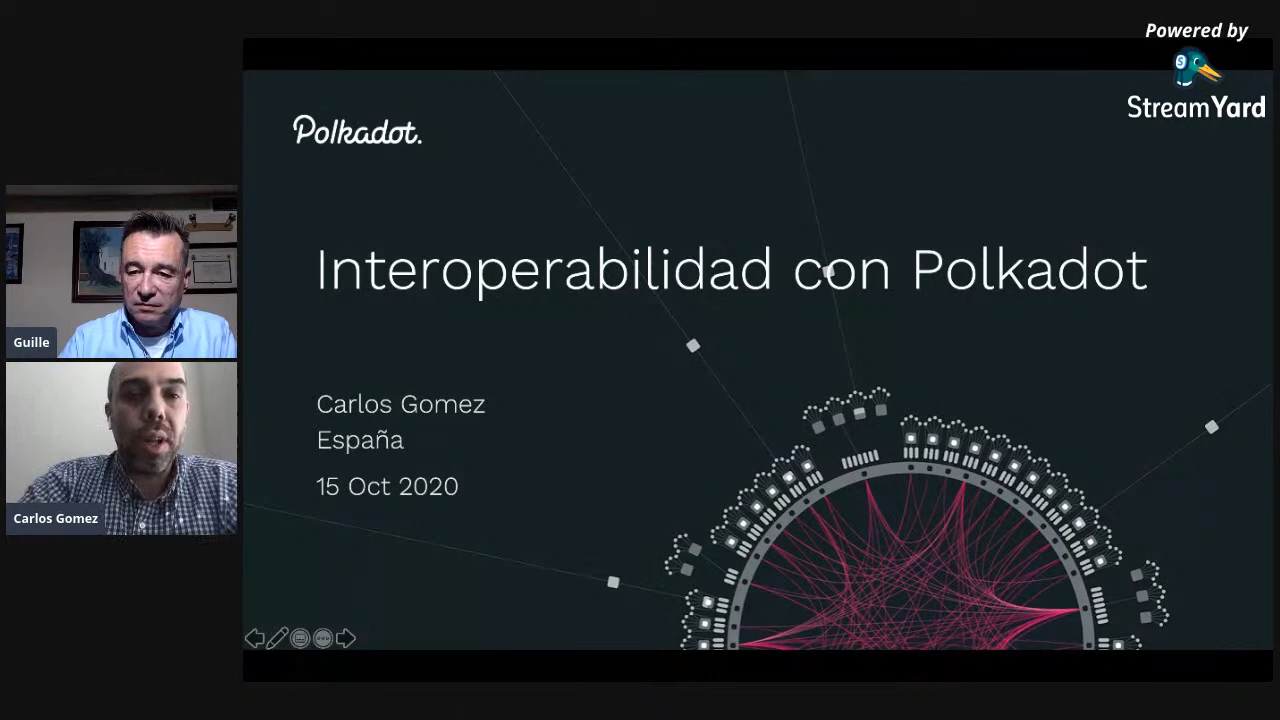 Powered by
StreamYard
Polkadot.
Interoperabilidad con Polkadot
Carlos Gomez
España
15 Oct 2020
Guille
Carlos Gomez